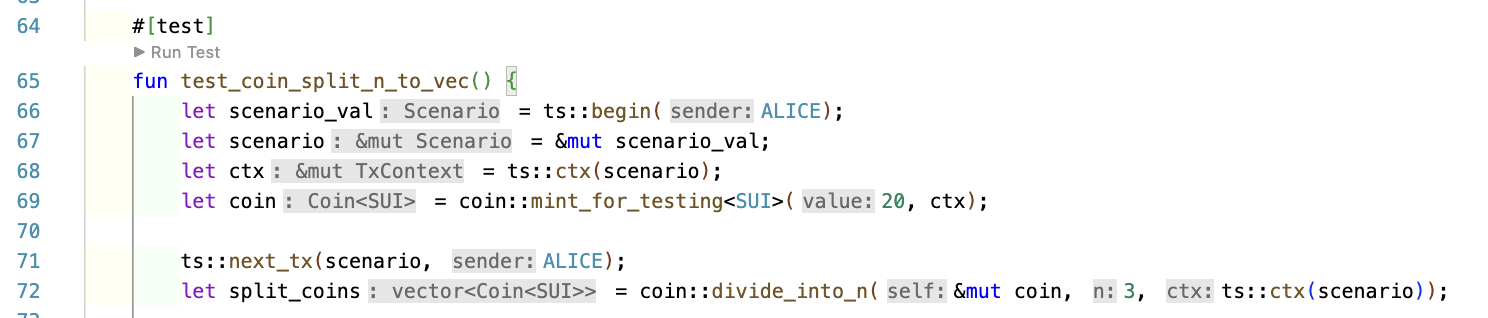 64 #[test]
▶ Run Test
65 fun test_coin_split_n_to_vec() {
66 let scenario_val: Scenario = ts::begin(sender: ALICE);
67 let scenario: &mut Scenario = &mut scenario_val;
68 let ctx: &mut TxContext = ts::ctx(scenario);
69 let coin: Coin<SUI> = coin::mint_for_testing<SUI>(value: 20, ctx);
70
71 ts::next_tx(scenario, sender: ALICE);
72 let split_coins: vector<Coin<SUI>> = coin::divide_into_n(self: &mut coin, n: 3, ctx: ts::ctx(scenario));